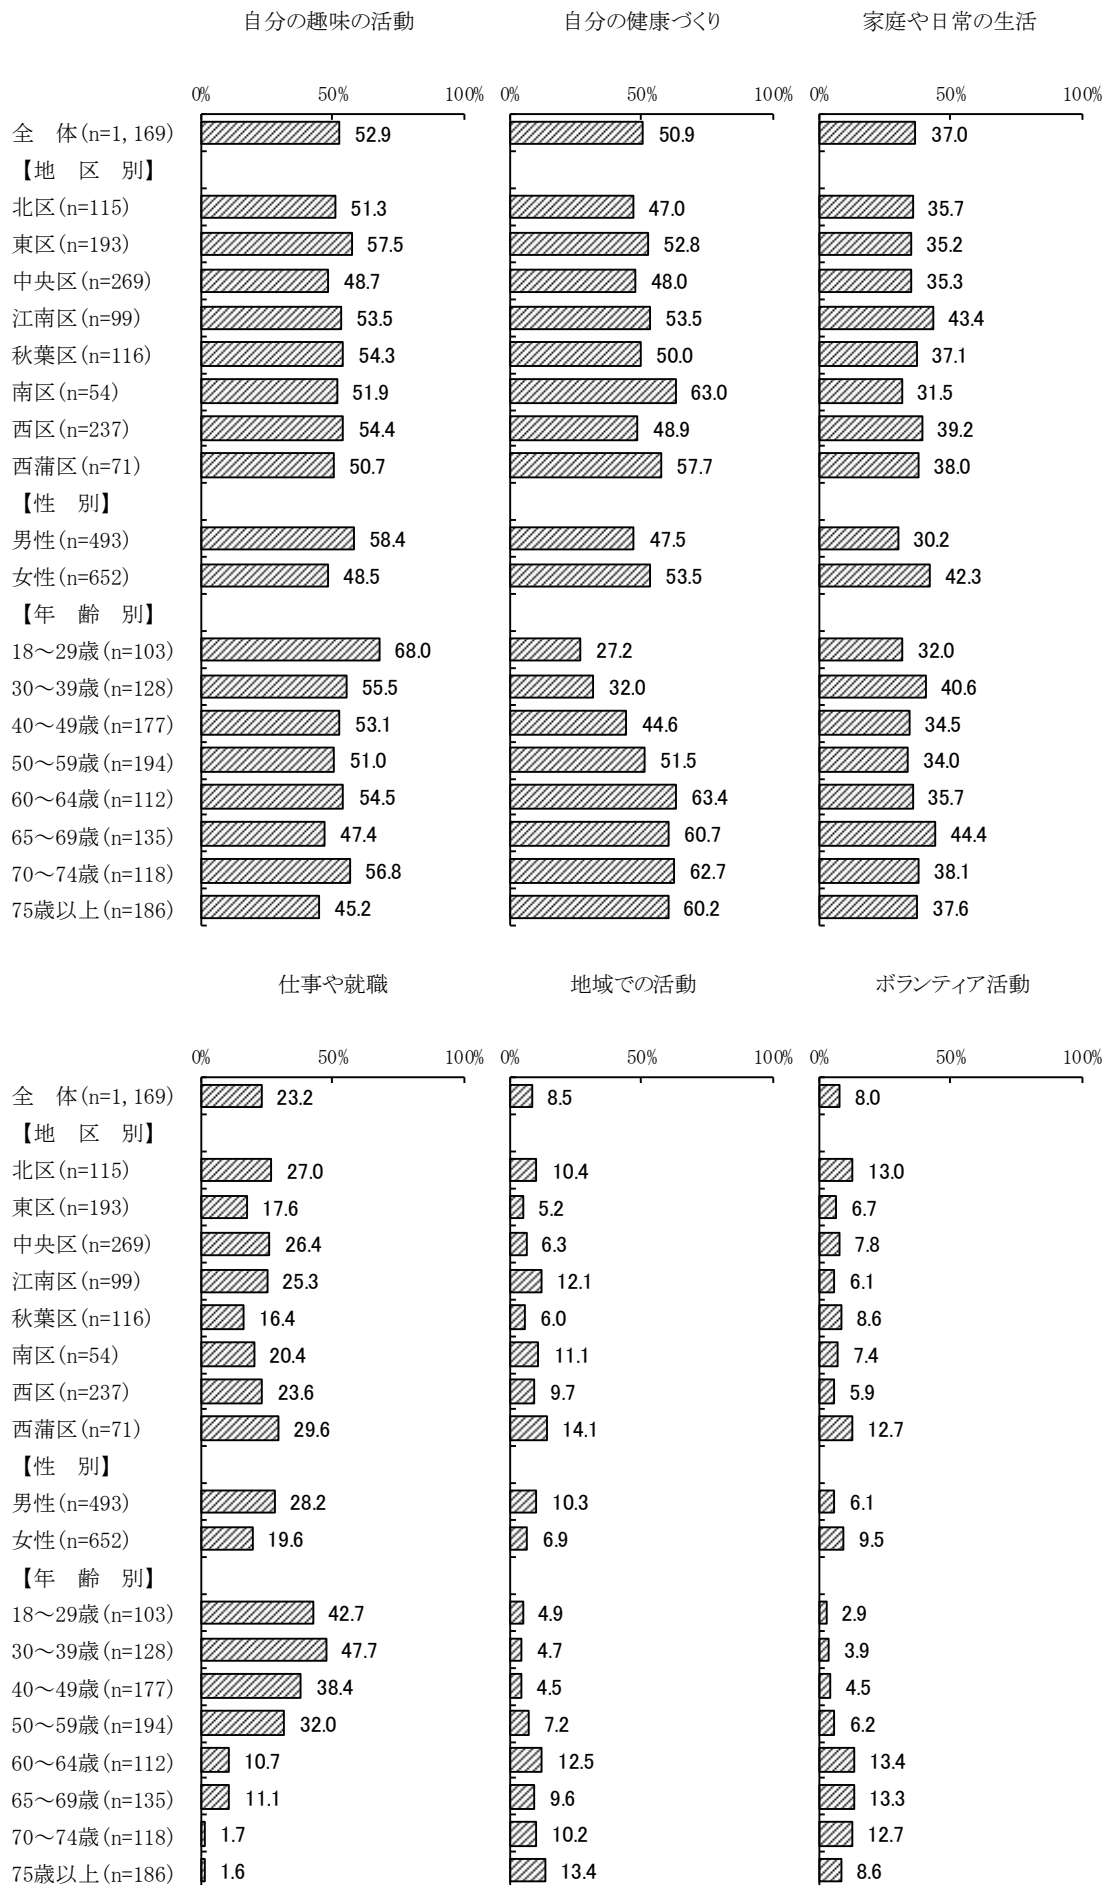 自分の趣味の活動 自分の健康づくり 家庭や日常の生活
0% 50% 100% 0% 50% 100% 0% 50% 100%
全　体(n=1,169) 52.9 50.9 37.0
【地　区　別】
北区(n=115) 51.3 47.0 35.7
東区(n=193) 57.5 52.8 35.2
中央区(n=269) 48.7 48.0 35.3
江南区(n=99) 53.5 53.5 43.4
秋葉区(n=116) 54.3 50.0 37.1
南区(n=54) 51.9 63.0 31.5
西区(n=237) 54.4 48.9 39.2
西蒲区(n=71) 50.7 57.7 38.0
【性　別】
男性(n=493) 58.4 47.5 30.2
女性(n=652) 48.5 53.5 42.3
【年　齢　別】
18～29歳(n=103) 68.0 27.2 32.0
30～39歳(n=128) 55.5 32.0 40.6
40～49歳(n=177) 53.1 44.6 34.5
50～59歳(n=194) 51.0 51.5 34.0
60～64歳(n=112) 54.5 63.4 35.7
65～69歳(n=135) 47.4 60.7 44.4
70～74歳(n=118) 56.8 62.7 38.1
75歳以上(n=186) 45.2 60.2 37.6
仕事や就職 地域での活動 ボランティア活動
0% 50% 100% 0% 50% 100% 0% 50% 100%
全　体(n=1,169) 23.2 8.5 8.0
【地　区　別】
北区(n=115) 27.0 10.4 13.0
東区(n=193) 17.6 5.2 6.7
中央区(n=269) 26.4 6.3 7.8
江南区(n=99) 25.3 12.1 6.1
秋葉区(n=116) 16.4 6.0 8.6
南区(n=54) 20.4 11.1 7.4
西区(n=237) 23.6 9.7 5.9
西蒲区(n=71) 29.6 14.1 12.7
【性　別】
男性(n=493) 28.2 10.3 6.1
女性(n=652) 19.6 6.9 9.5
【年　齢　別】
18～29歳(n=103) 42.7 4.9 2.9
30～39歳(n=128) 47.7 4.7 3.9
40～49歳(n=177) 38.4 4.5 4.5
50～59歳(n=194) 32.0 7.2 6.2
60～64歳(n=112) 10.7 12.5 13.4
65～69歳(n=135) 11.1 9.6 13.3
70～74歳(n=118) 1.7 10.2 12.7
75歳以上(n=186) 1.6 13.4 8.6